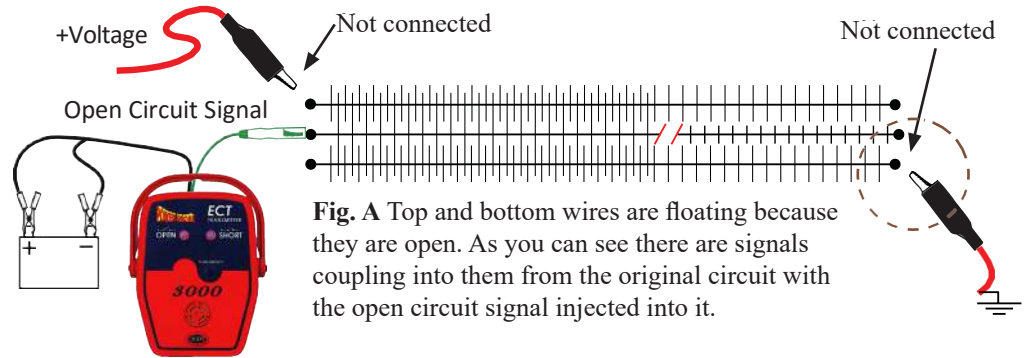 Not connected
+Voltage
Not connected
Open Circuit Signal
ECT
TRANSMITTER
OPEN
SHORT
+
−
3000
Fig. A Top and bottom wires are floating because
they are open. As you can see there are signals
coupling into them from the original circuit with
the open circuit signal injected into it.